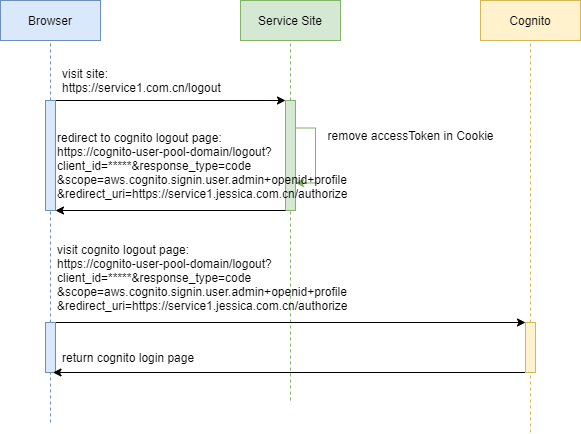 Browser
Service Site
Cognito
visit site:
https://service1.com.cn/logout
remove accessToken in Cookie
redirect to cognito logout page:
https://cognito-user-pool-domain/logout?
client_id=*****&response_type=code
&scope=aws.cognito.signin.user.admin+openid+profile
&redirect_uri=https://service1.jessica.com.cn/authorize
visit cognito logout page:
https://cognito-user-pool-domain/logout?
client_id=*****&response_type=code
&scope=aws.cognito.signin.user.admin+openid+profile
&redirect_uri=https://service1.jessica.com.cn/authorize
return cognito login page